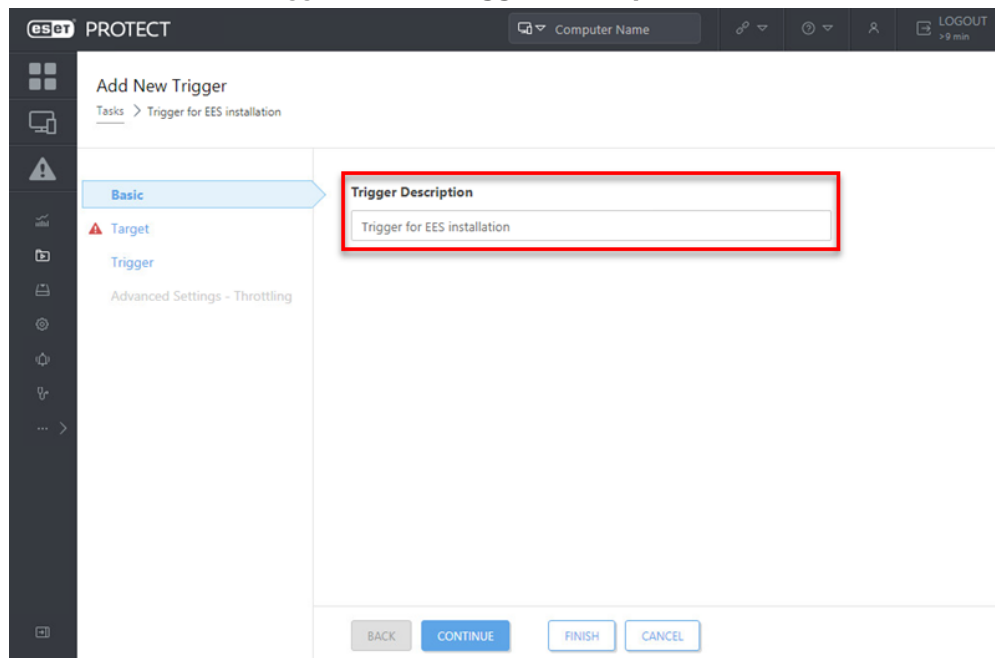 eset PROTECT
Computer Name
LOGOUT
>9 min
Add New Trigger
Tasks > Trigger for EES installation
Basic
Target
Trigger
Advanced Settings - Throttling
Trigger Description
Trigger for EES installation
BACK
CONTINUE
FINISH
CANCEL